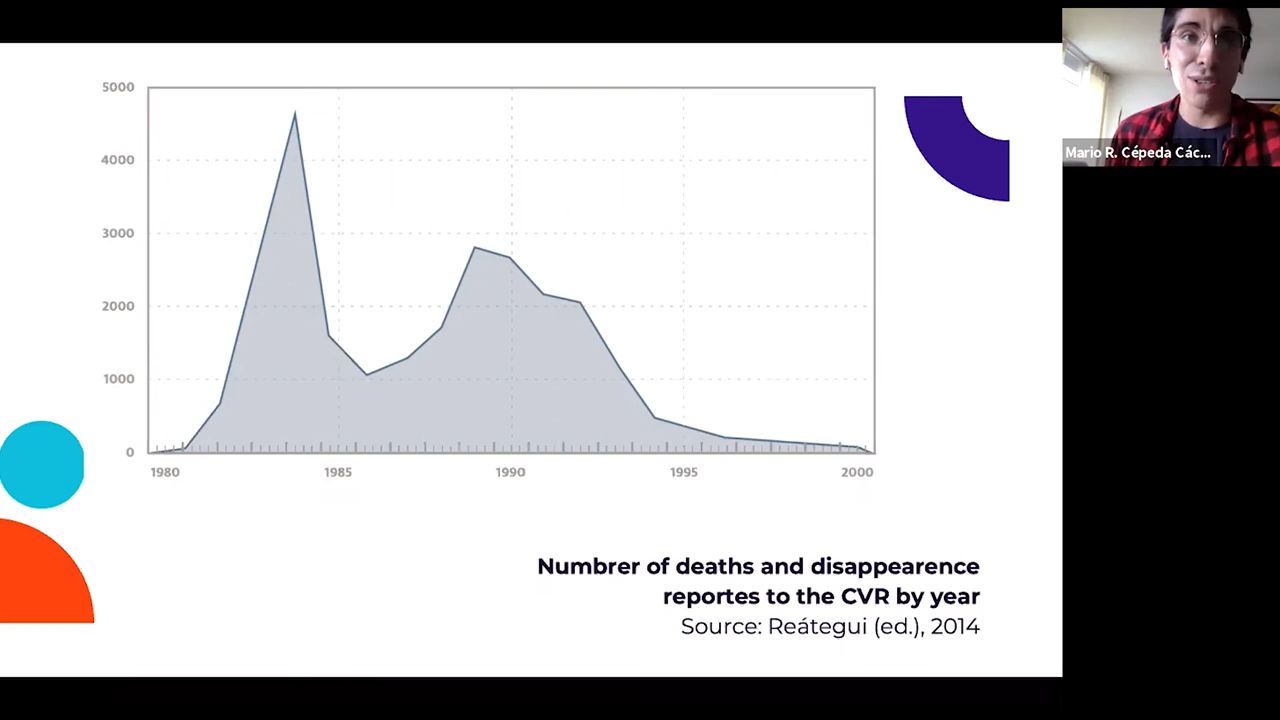 5000
4000
3000
2000
1000
0
1980 1985 1990 1995 2000
Numbrer of deaths and disappearence
reportes to the CVR by year
Source: Reátegui (ed.), 2014
Mario R. Cépeda Các...